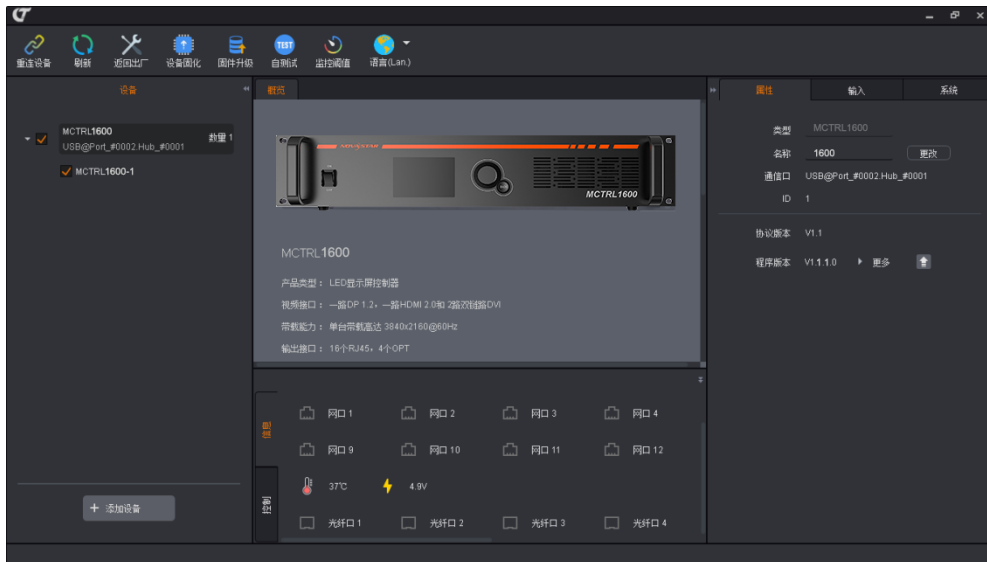 CT
重连设备 刷新 返回出厂 设备固化 固件升级 TEST 自测试 监控阈值 语言(Lan.)
设备
MCTRL1600 数量 1
USB@Port_#0002.Hub_#0001
MCTRL1600-1
添加设备
概览
MCTRL1600
MCTRL1600
产品类型： LED显示屏控制器
视频接口： 一路DP 1.2，一路HDMI 2.0和 2路双链路DVI
带载能力： 单台带载高达 3840x2160@60Hz
输出接口： 16个RJ45，4个OPT
信息
网口 1 网口 2 网口 3 网口 4
网口 9 网口 10 网口 11 网口 12
37℃ 4.9V
控制
光纤口 1 光纤口 2 光纤口 3 光纤口 4
属性 输入 系统
类型 MCTRL1600
名称 1600 更改
通信口 USB@Port_#0002.Hub_#0001
ID 1
协议版本 V1.1
程序版本 V1.1.1.0 更多